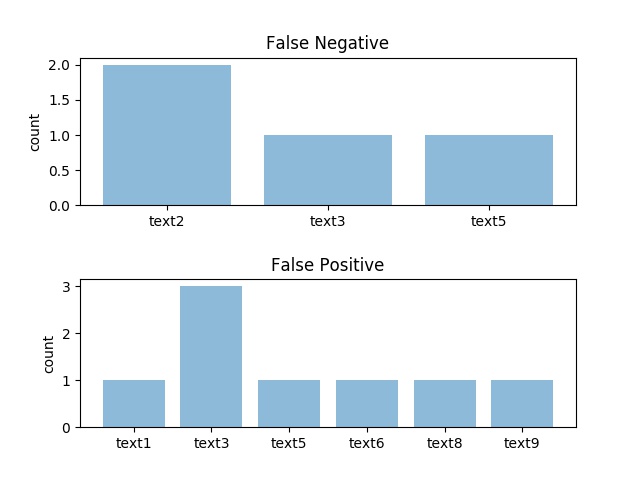 False Negative
2.0
1.5
1.0
0.5
0.0
count
text2 text3 text5
False Positive
3
2
1
0
count
text1 text3 text5 text6 text8 text9